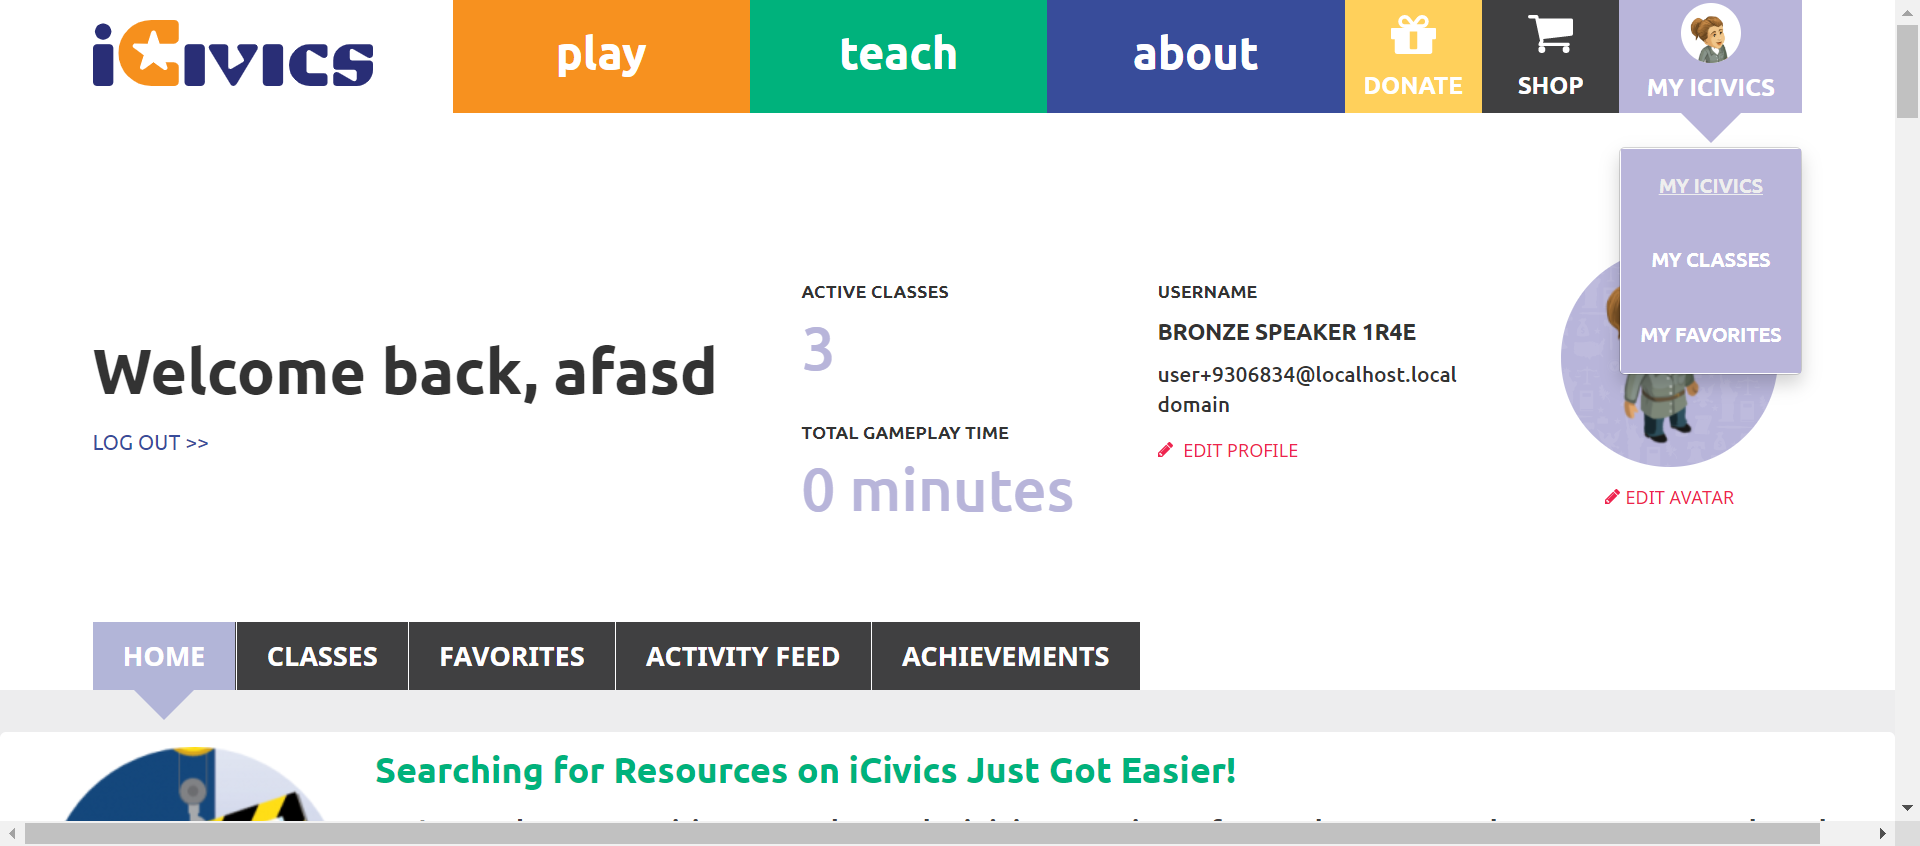 iCivics
play
teach
about
DONATE
SHOP
MY ICIVICS
MY ICIVICS
MY CLASSES
MY FAVORITES
Welcome back, afasd
LOG OUT >>
ACTIVE CLASSES
3
TOTAL GAMEPLAY TIME
0 minutes
USERNAME
BRONZE SPEAKER 1R4E
user+9306834@localhost.local
domain
EDIT PROFILE
EDIT AVATAR
HOME
CLASSES
FAVORITES
ACTIVITY FEED
ACHIEVEMENTS
Searching for Resources on iCivics Just Got Easier!